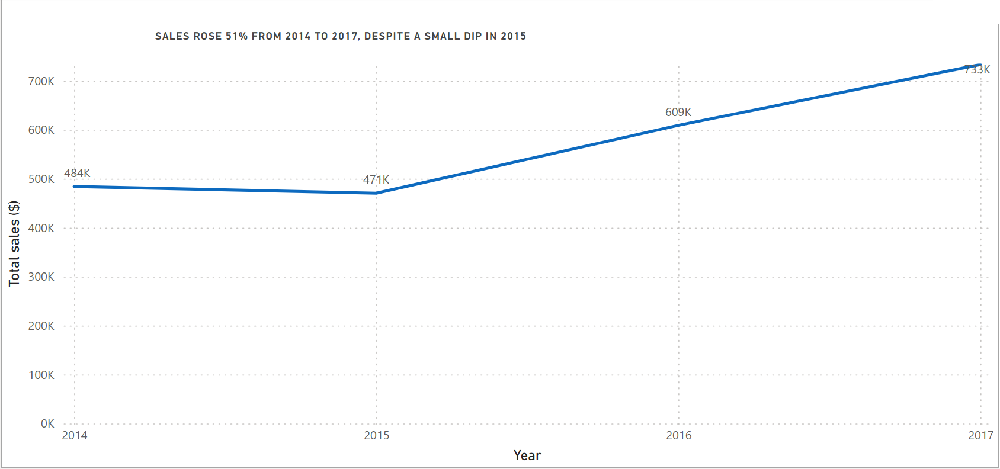 SALES ROSE 51% FROM 2014 TO 2017, DESPITE A SMALL DIP IN 2015
733K
700K
609K
600K
484K
471K
500K
Total sales ($)
400K
300K
200K
100K
0K
2014 2015 2016 2017
Year